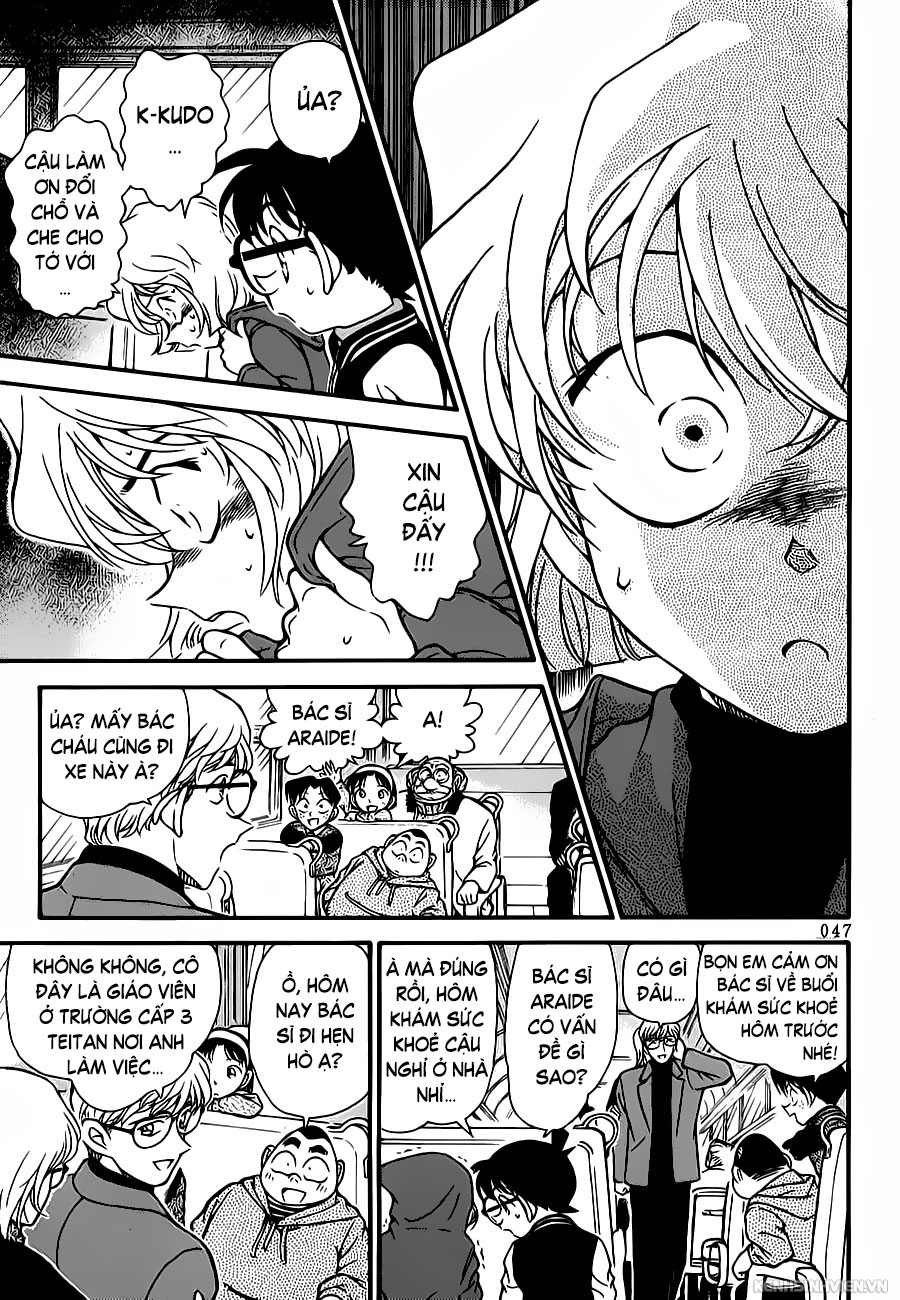 ỦA?
K-KUDO
...
CẬU LÀM
ƠN ĐỔI
CHỔ VÀ
CHE CHO
TỚ VỚI
...
XIN
CẬU
ĐẤY
!!!
A!
BÁC SĨ
ARAIDE!
ỦA? MẤY BÁC
CHÁU CŨNG ĐI
XE NÀY À?
047
BỌN EM CẢM ƠN
BÁC SĨ VỀ BUỔI
KHÁM SỨC KHOẺ
HÔM TRƯỚC
NHÉ!
CÓ GÌ
ĐÂU...
BÁC SĨ
ARAIDE
CÓ VẤN
ĐỀ GÌ
SAO?
À MÀ ĐÚNG
RỒI, HÔM
KHÁM SỨC
KHOẺ CẬU
NGHỈ Ở NHÀ
NHỈ...
Ồ, HÔM
NAY BÁC
SĨ ĐI HẸN
HÒ Ạ?
KHÔNG KHÔNG, CÔ
ĐÂY LÀ GIÁO VIÊN
Ở TRƯỜNG CẤP 3
TEITAN NƠI ANH
LÀM VIỆC...
KENHSINHVIEN.VN